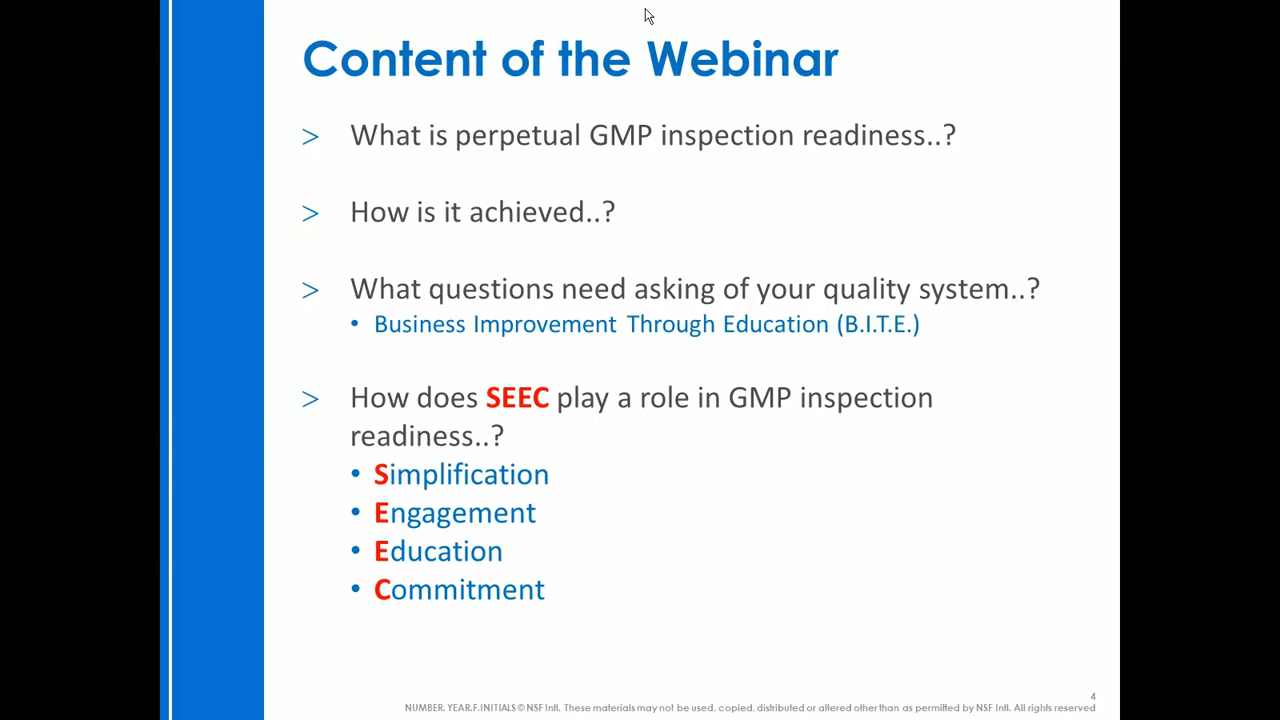 Content of the Webinar
> What is perpetual GMP inspection readiness..?
> How is it achieved..?
> What questions need asking of your quality system..?
• Business Improvement Through Education (B.I.T.E.)
> How does SEEC play a role in GMP inspection
readiness..?
• Simplification
• Engagement
• Education
• Commitment
4
NUMBER. YEAR.F.INITIALS © NSF Intl. These materials may not be used, copied, distributed or altered other than as permitted by NSF Intl. All rights reserved